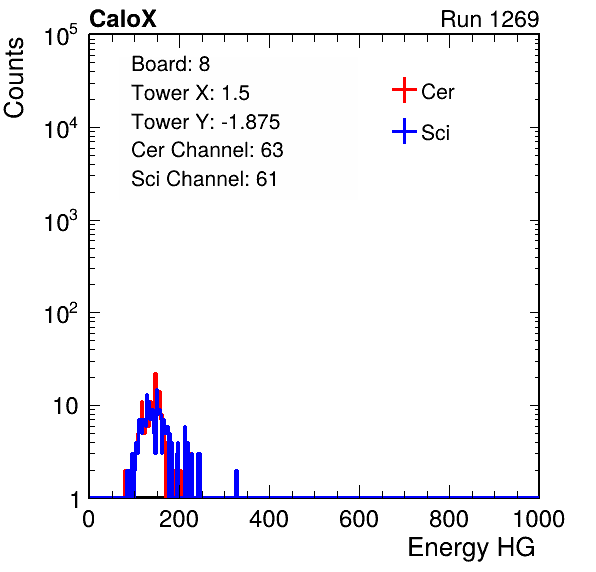 CaloX Run 1269
Counts
Board: 8
Tower X: 1.5
Tower Y: -1.875
Cer Channel: 63
Sci Channel: 61
Cer
Sci
10^5
10^4
10^3
10^2
10
1
0 200 400 600 800 1000
Energy HG